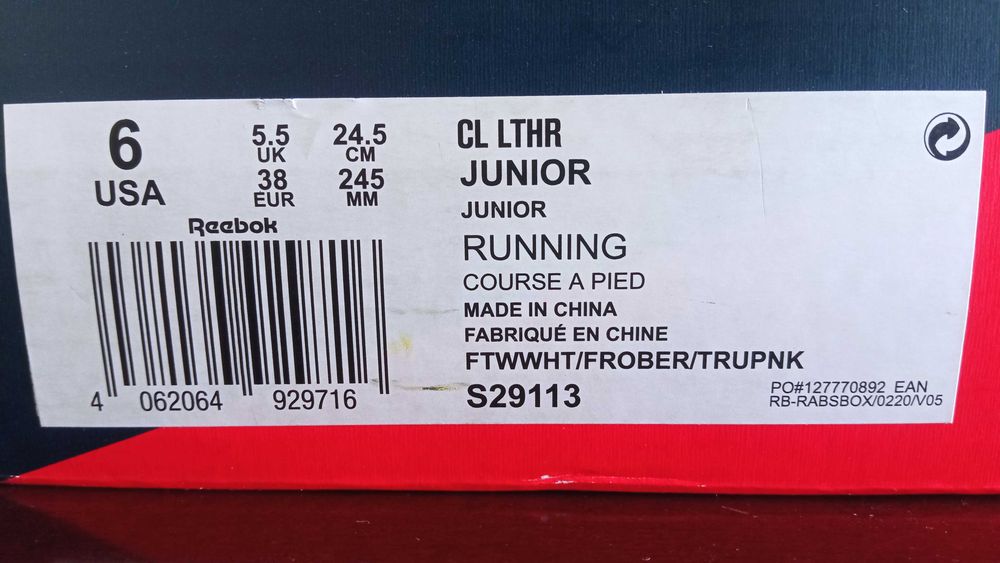 6
USA
5.5
UK
38
EUR
24.5
CM
245
MM
Reebok
4 062064 929716
CL LTHR
JUNIOR
JUNIOR
RUNNING
COURSE A PIED
MADE IN CHINA
FABRIQUÉ EN CHINE
FTWWHT/FROBER/TRUPNK
S29113
PO#127770892 EAN
RB-RABSBOX/0220/V05